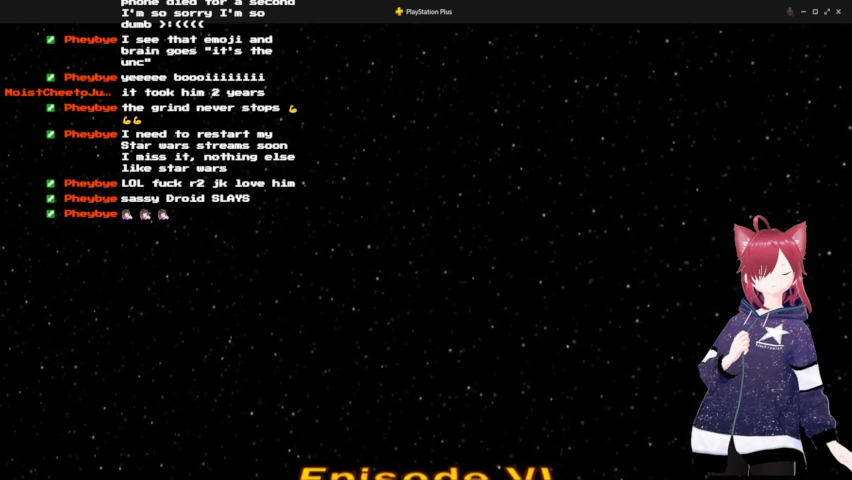 PlayStation Plus
phone died for a second
I'm so sorry I'm so
dumb >:((((
Pheybye I see that emoji and
brain goes "it's the
unc"
Pheybye yeeeee boooiiiiiiii
MoistCheetoJu... it took him 2 years
Pheybye the grind never stops 💪
💪💪
Pheybye I need to restart my
Star wars streams soon
I miss it, nothing else
like star wars
Pheybye LOL fuck r2 jk love him
Pheybye sassy Droid SLAYS
Pheybye
Episode VI